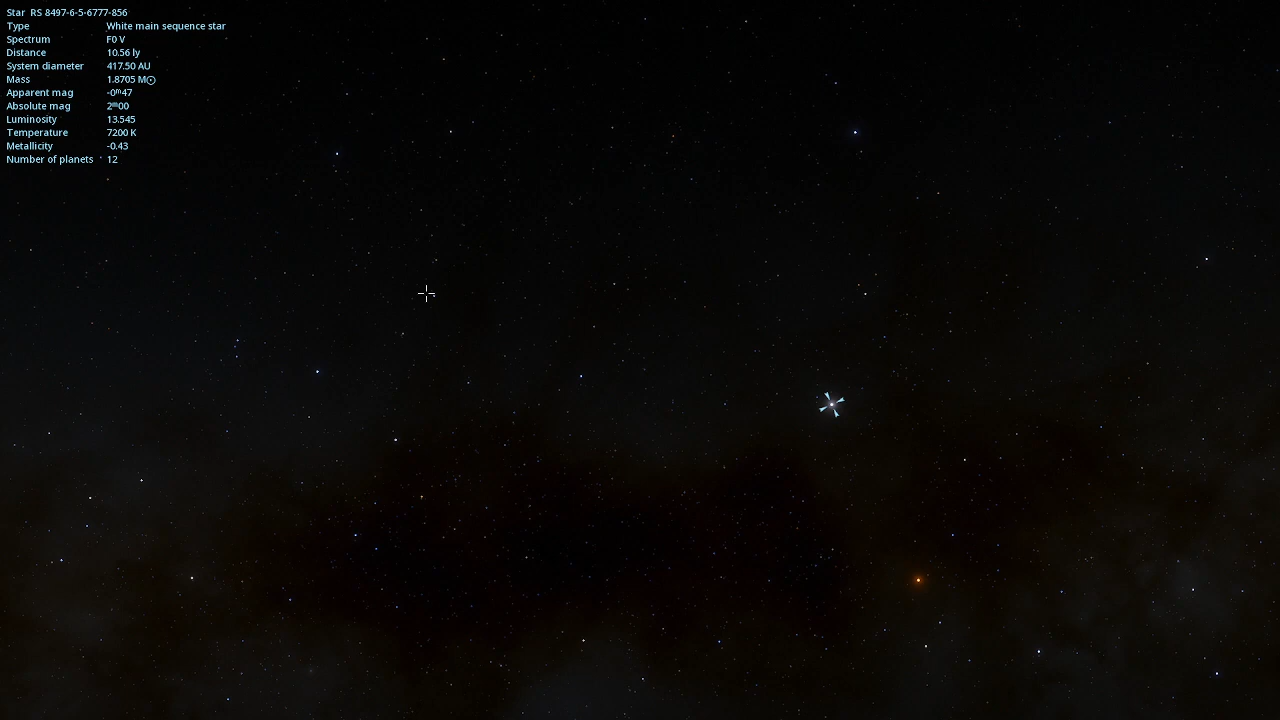 Star RS 8497-6-5-6777-856
Type White main sequence star
Spectrum F0 V
Distance 10.56 ly
System diameter 417.50 AU
Mass 1.8705 M☉
Apparent mag -0ᵐ47
Absolute mag 2ᵐ00
Luminosity 13.545
Temperature 7200 K
Metallicity -0.43
Number of planets 12